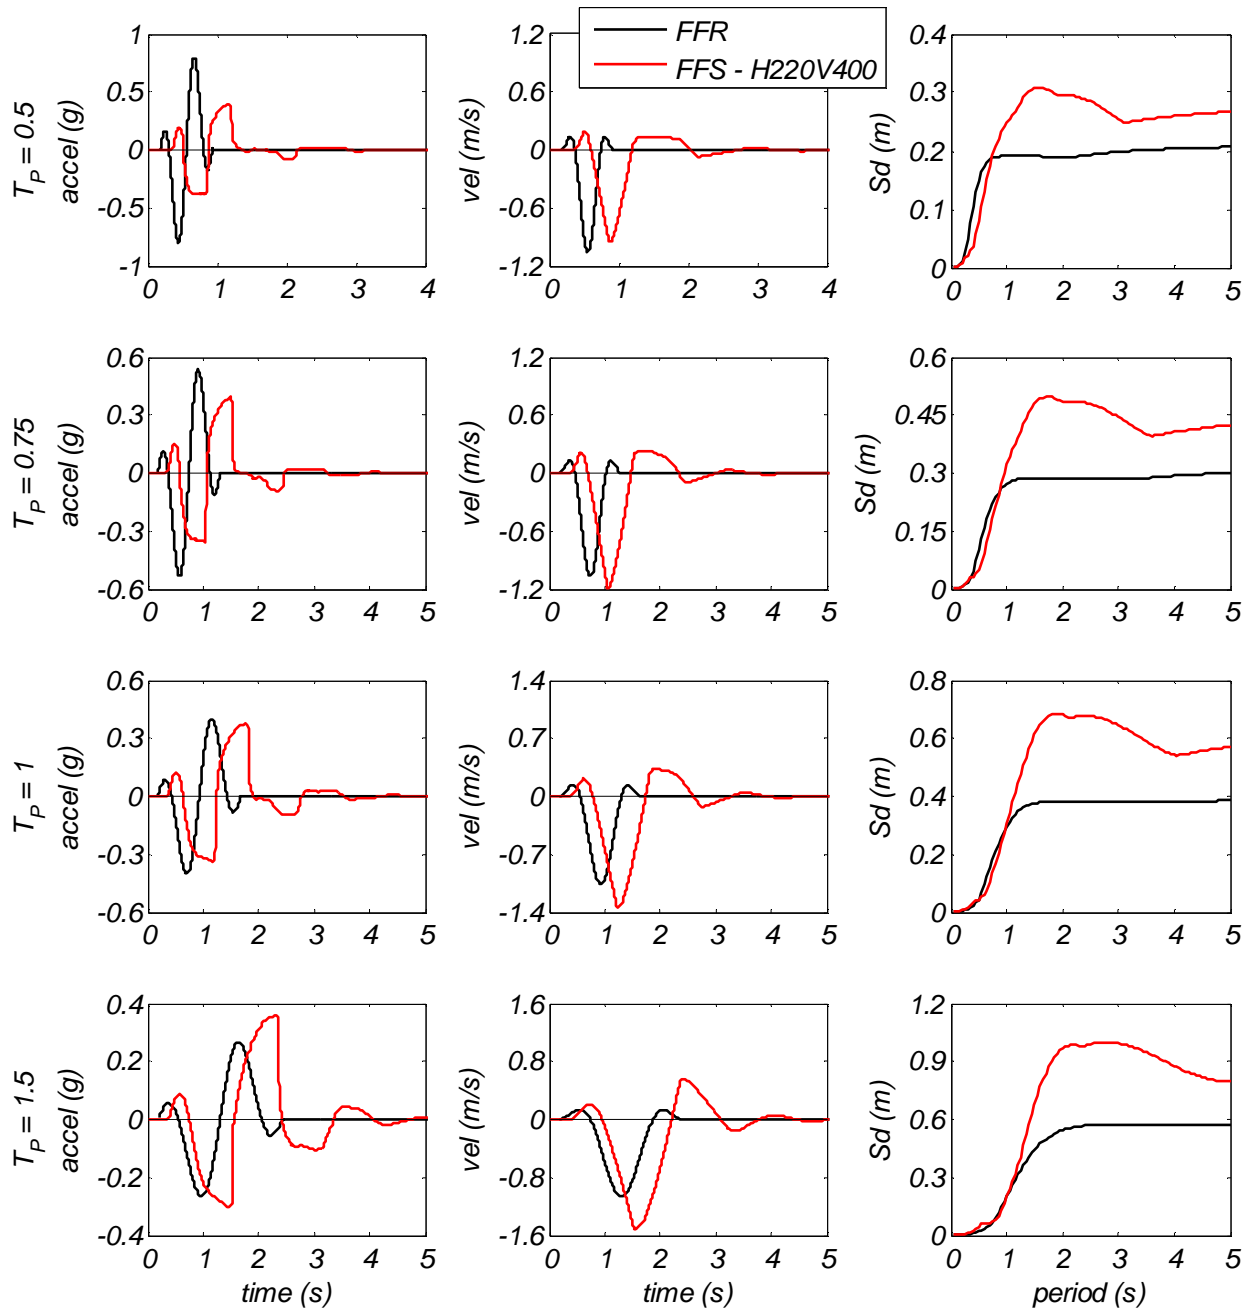 FFR
FFS - H220V400
T_P = 0.5
accel (g)
1
0.5
0
-0.5
-1
0 1 2 3 4
vel (m/s)
1.2
0.6
0
-0.6
-1.2
0 1 2 3 4
Sd (m)
0.4
0.3
0.2
0.1
0
0 1 2 3 4 5
T_P = 0.75
accel (g)
0.6
0.3
0
-0.3
-0.6
0 1 2 3 4 5
vel (m/s)
1.2
0.6
0
-0.6
-1.2
0 1 2 3 4 5
Sd (m)
0.6
0.45
0.3
0.15
0
0 1 2 3 4 5
T_P = 1
accel (g)
0.6
0.3
0
-0.3
-0.6
0 1 2 3 4 5
vel (m/s)
1.4
0.7
0
-0.7
-1.4
0 1 2 3 4 5
Sd (m)
0.8
0.6
0.4
0.2
0
0 1 2 3 4 5
T_P = 1.5
accel (g)
0.4
0.2
0
-0.2
-0.4
0 1 2 3 4 5
time (s)
vel (m/s)
1.6
0.8
0
-0.8
-1.6
0 1 2 3 4 5
time (s)
Sd (m)
1.2
0.9
0.6
0.3
0
0 1 2 3 4 5
period (s)